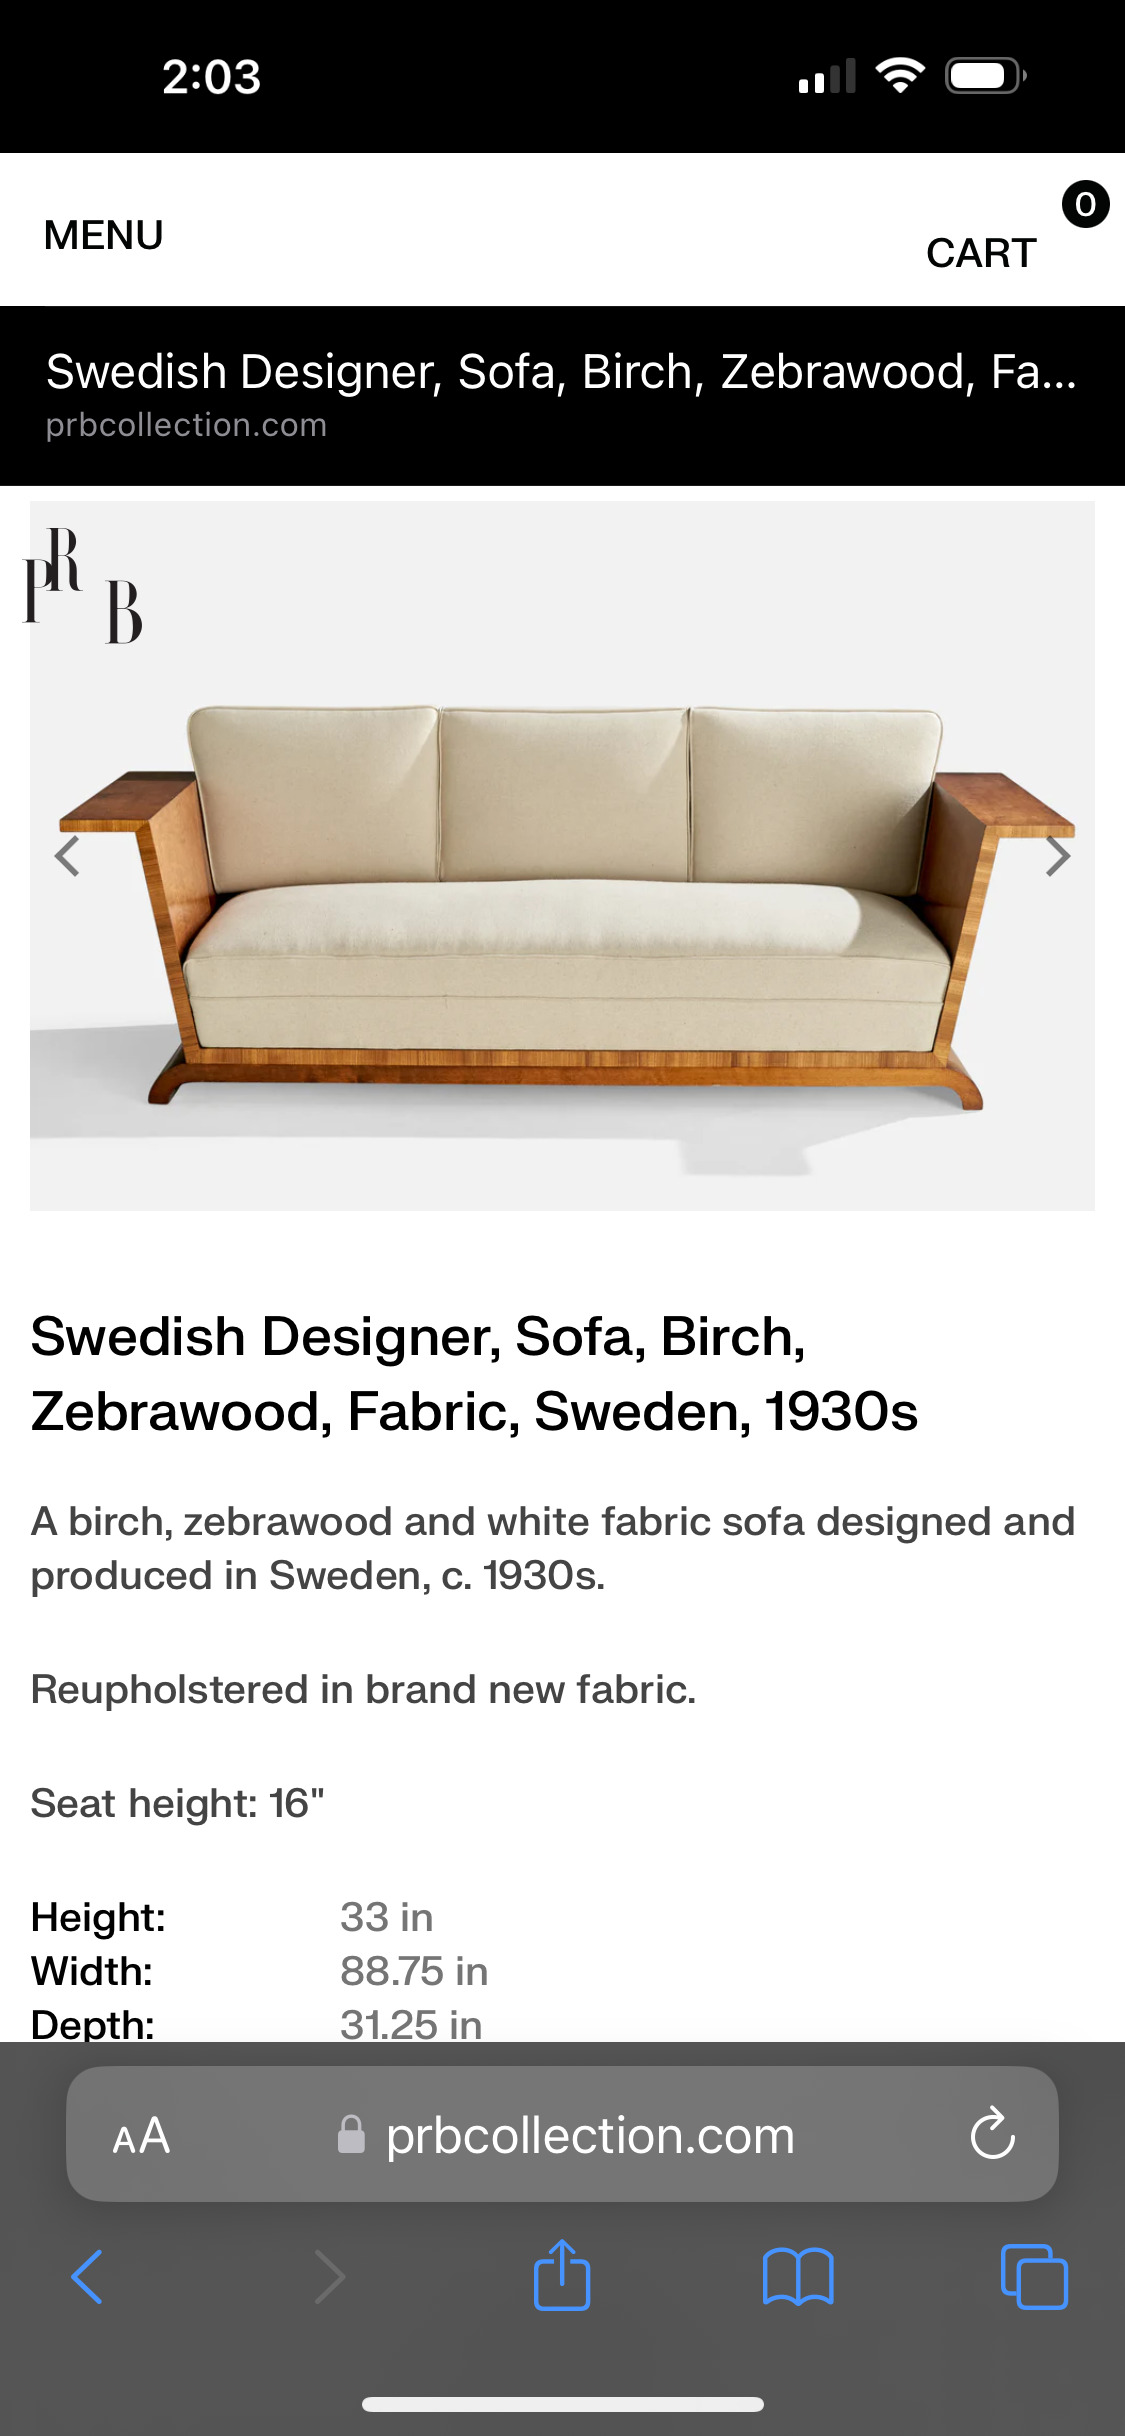 2:03
MENU
CART
0
Swedish Designer, Sofa, Birch, Zebrawood, Fa...
prbcollection.com
PRB
Swedish Designer, Sofa, Birch,
Zebrawood, Fabric, Sweden, 1930s
A birch, zebrawood and white fabric sofa designed and
produced in Sweden, c. 1930s.
Reupholstered in brand new fabric.
Seat height: 16"
Height: 33 in
Width: 88.75 in
Depth: 31.25 in
AA
prbcollection.com